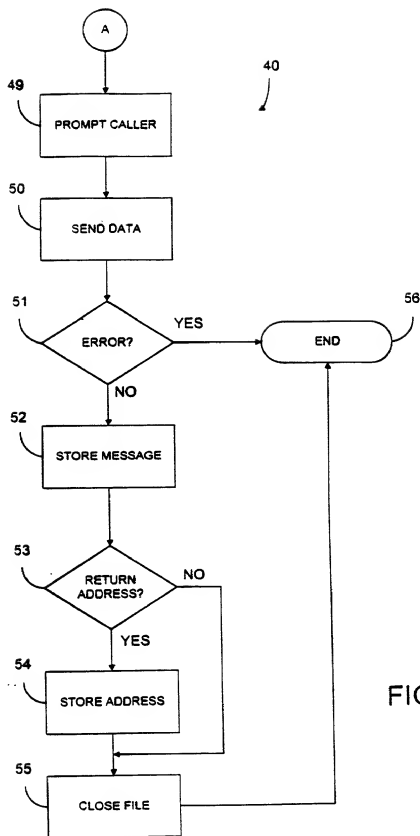 A
49
40
PROMPT CALLER
50
SEND DATA
51
56
ERROR?
YES
END
NO
52
STORE MESSAGE
53
RETURN
ADDRESS?
NO
YES
54
STORE ADDRESS
FIG
55
CLOSE FILE